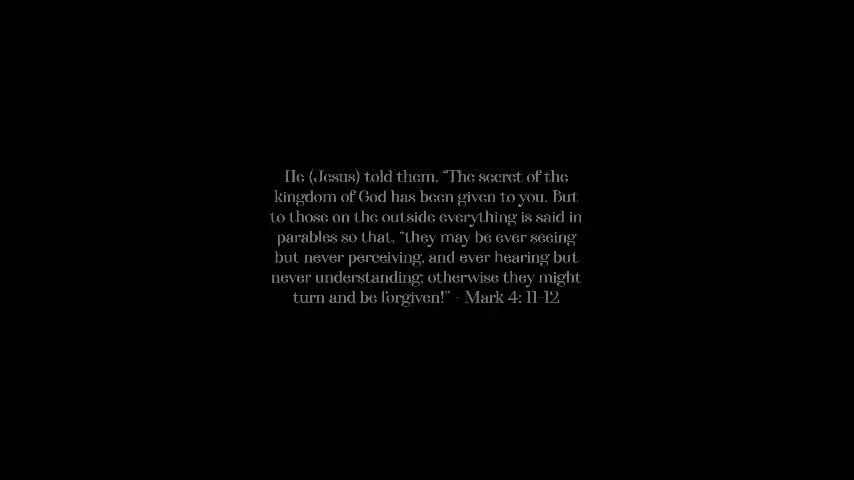 He (Jesus) told them, "The secret of the
kingdom of God has been given to you. But
to those on the outside everything is said in
parables so that, "they may be ever seeing
but never perceiving, and ever hearing but
never understanding; otherwise they might
turn and be forgiven!" - Mark 4: 11-12